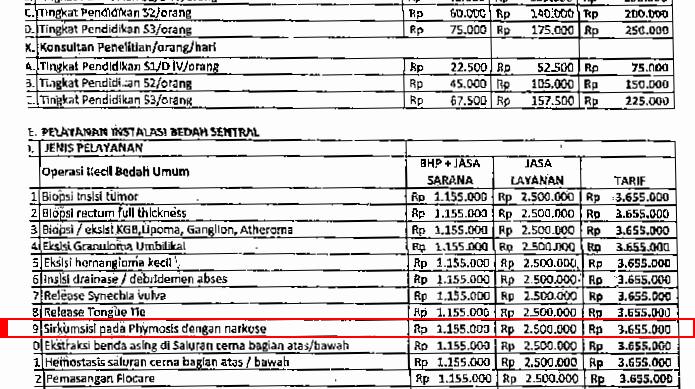 C. Tingkat Pendidikan S2/orang Rp 60.000 Rp 140.000 Rp 200.000
D. Tingkat Pendidikan S3/orang Rp 75.000 Rp 175.000 Rp 250.000
K. Konsultan Penelitian/orang/hari
A. Tingkat Pendidikan S1/D IV/orang Rp 22.500 Rp 52.500 Rp 75.000
B. Tingkat Pendidikan S2/orang Rp 45.000 Rp 105.000 Rp 150.000
C. Tingkat Pendidikan S3/orang Rp 67.500 Rp 157.500 Rp 225.000
E. PELAYANAN INSTALASI BEDAH SENTRAL
JENIS PELAYANAN
Operasi Kecil Bedah Umum
BHP + JASA SARANA
JASA LAYANAN
TARIF
1 Biopsi Insisi tumor Rp 1.155.000 Rp 2.500.000 Rp 3.655.000
2 Biopsi rectum full thickness Rp 1.155.000 Rp 2.500.000 Rp 3.655.000
3 Biopsi / eksisi KGB, Lipoma, Ganglion, Atheroma Rp 1.155.000 Rp 2.500.000 Rp 3.655.000
4 Eksisi Granuloma Umbilikal Rp 1.155.000 Rp 2.500.000 Rp 3.655.000
5 Eksisi hemangioma kecil Rp 1.155.000 Rp 2.500.000 Rp 3.655.000
6 Insisi drainase / debridemen abses Rp 1.155.000 Rp 2.500.000 Rp 3.655.000
7 Release Synechia vulva Rp 1.155.000 Rp 2.500.000 Rp 3.655.000
8 Release Tongue Tie Rp 1.155.000 Rp 2.500.000 Rp 3.655.000
9 Sirkumsisi pada Phymosis dengan narkose Rp 1.155.000 Rp 2.500.000 Rp 3.655.000
0 Ekstraksi benda asing di Saluran cerna bagian atas/bawah Rp 1.155.000 Rp 2.500.000 Rp 3.655.000
1 Hemostasis saluran cerna bagian atas / bawah Rp 1.155.000 Rp 2.500.000 Rp 3.655.000
2 Pemasangan Flocare Rp 1.155.000 Rp 2.500.000 Rp 3.655.000